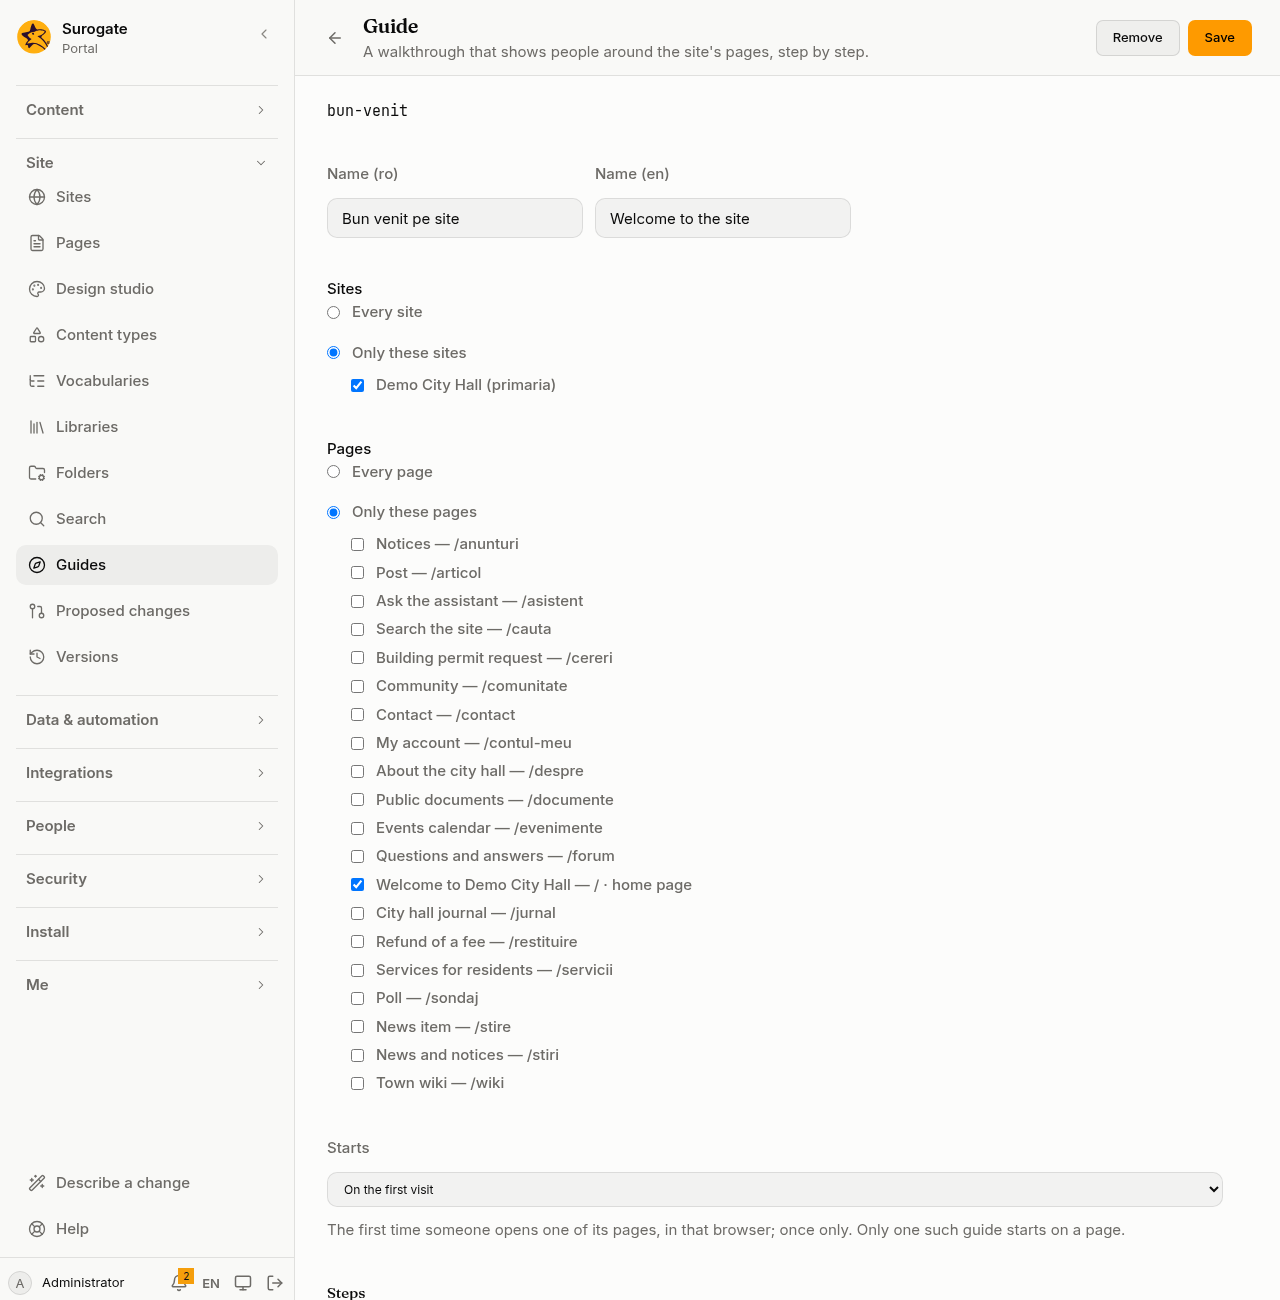 Surogate
Portal
Content
Site
Sites
Pages
Design studio
Content types
Vocabularies
Libraries
Folders
Search
Guides
Proposed changes
Versions
Data & automation
Integrations
People
Security
Install
Me
Describe a change
Help
A
Administrator
2
EN
Guide
A walkthrough that shows people around the site's pages, step by step.
Remove
Save
bun-venit
Name (ro)
Name (en)
Bun venit pe site
Welcome to the site
Sites
Every site
Only these sites
Demo City Hall (primaria)
Pages
Every page
Only these pages
Notices — /anunturi
Post — /articol
Ask the assistant — /asistent
Search the site — /cauta
Building permit request — /cereri
Community — /comunitate
Contact — /contact
My account — /contul-meu
About the city hall — /despre
Public documents — /documente
Events calendar — /evenimente
Questions and answers — /forum
Welcome to Demo City Hall — / · home page
City hall journal — /jurnal
Refund of a fee — /restituire
Services for residents — /servicii
Poll — /sondaj
News item — /stire
News and notices — /stiri
Town wiki — /wiki
Starts
On the first visit
The first time someone opens one of its pages, in that browser; once only. Only one such guide starts on a page.
Steps